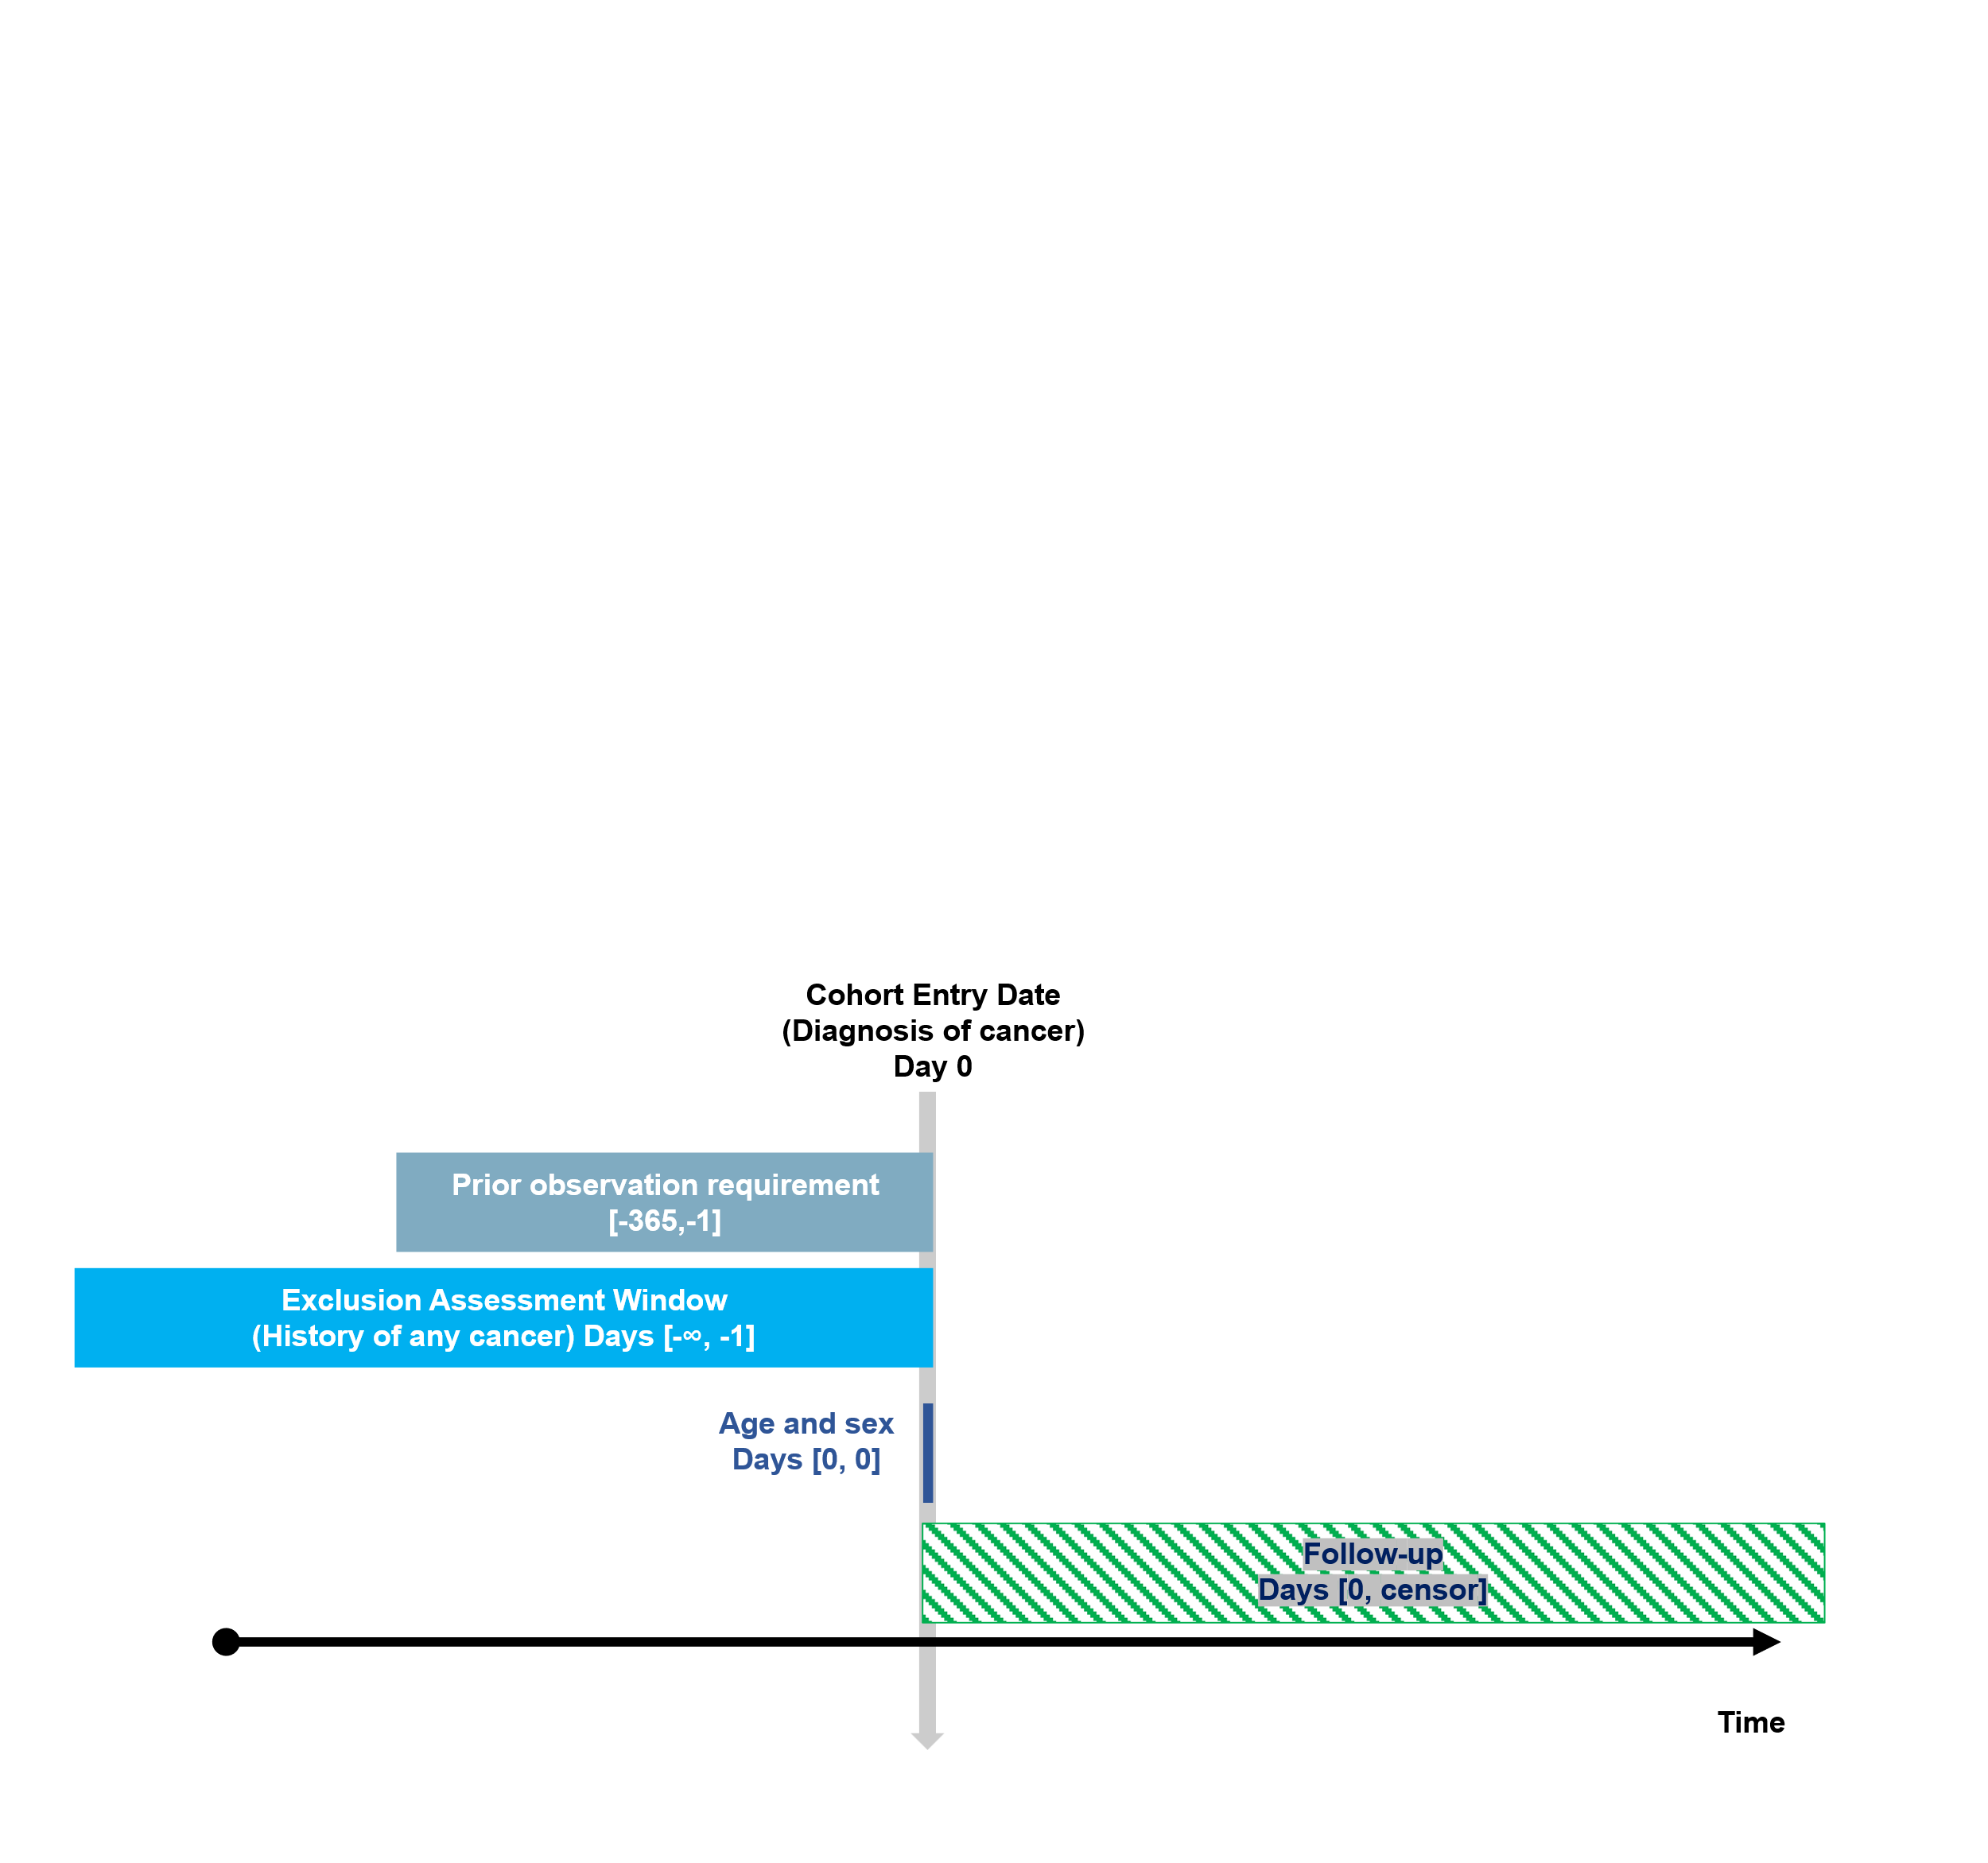 Cohort Entry Date
(Diagnosis of cancer)
Day 0
Prior observation requirement
[-365,-1]
Exclusion Assessment Window
(History of any cancer) Days [-∞, -1]
Age and sex
Days [0, 0]
Follow-up
Days [0, censor]
Time